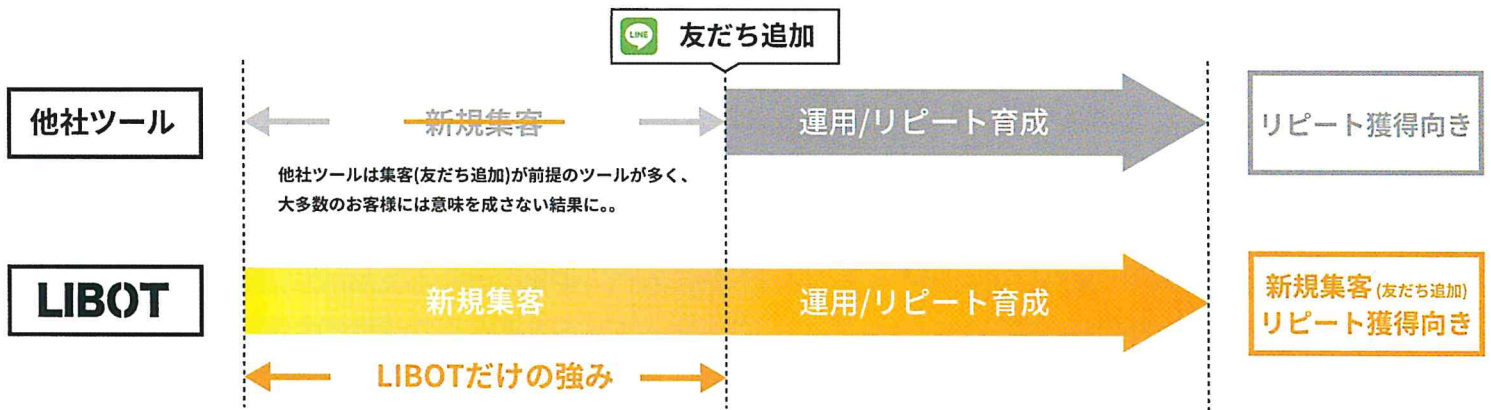 LINE 友だち追加
他社ツール
新規集客
運用/リピート育成
リピート獲得向き
他社ツールは集客(友だち追加)が前提のツールが多く、
大多数のお客様には意味を成さない結果に。。
LIBOT
新規集客
運用/リピート育成
新規集客(友だち追加)
リピート獲得向き
LIBOTだけの強み